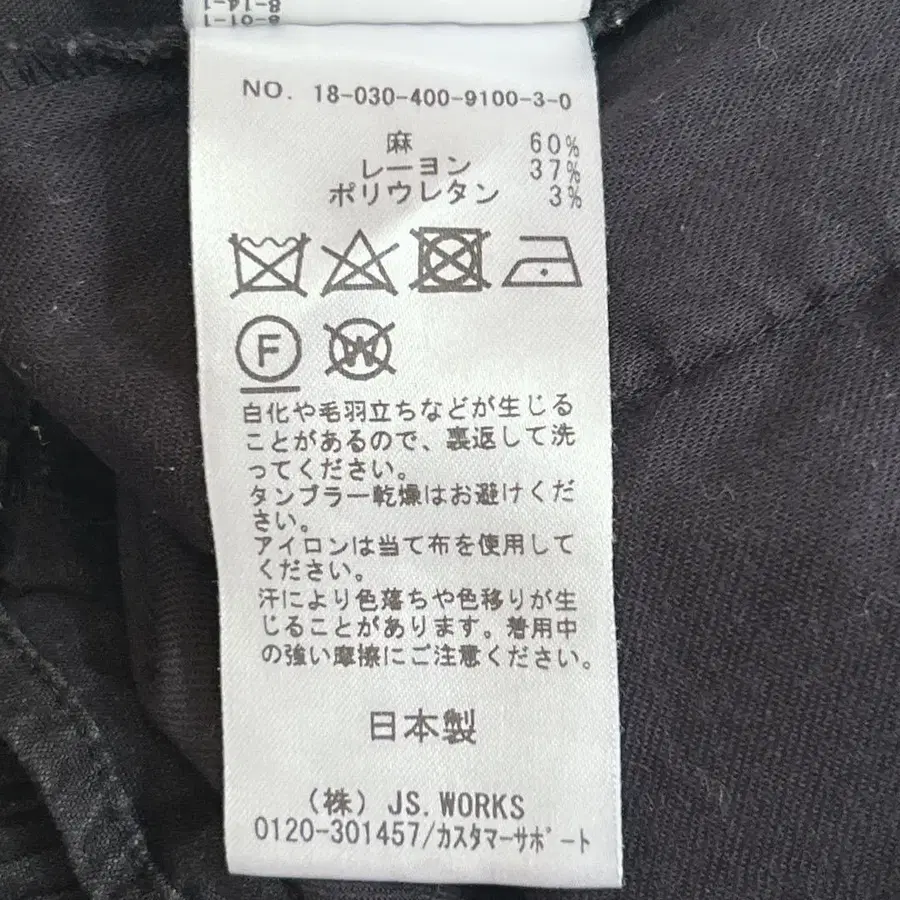 8-01-1
8-14-1
NO. 18-030-400-9100-3-0
麻 60%
レーヨン 37%
ポリウレタン 3%
F
W
白化や毛羽立ちなどが生じる
ことがあるので、裏返して洗
ってください。
タンブラー乾燥はお避けくだ
さい。
アイロンは当て布を使用して
ください。
汗により色落ちや色移りが生
じることがあります。着用中
の強い摩擦にご注意ください。
日本製
(株) JS.WORKS
0120-301457/カスタマーサポート